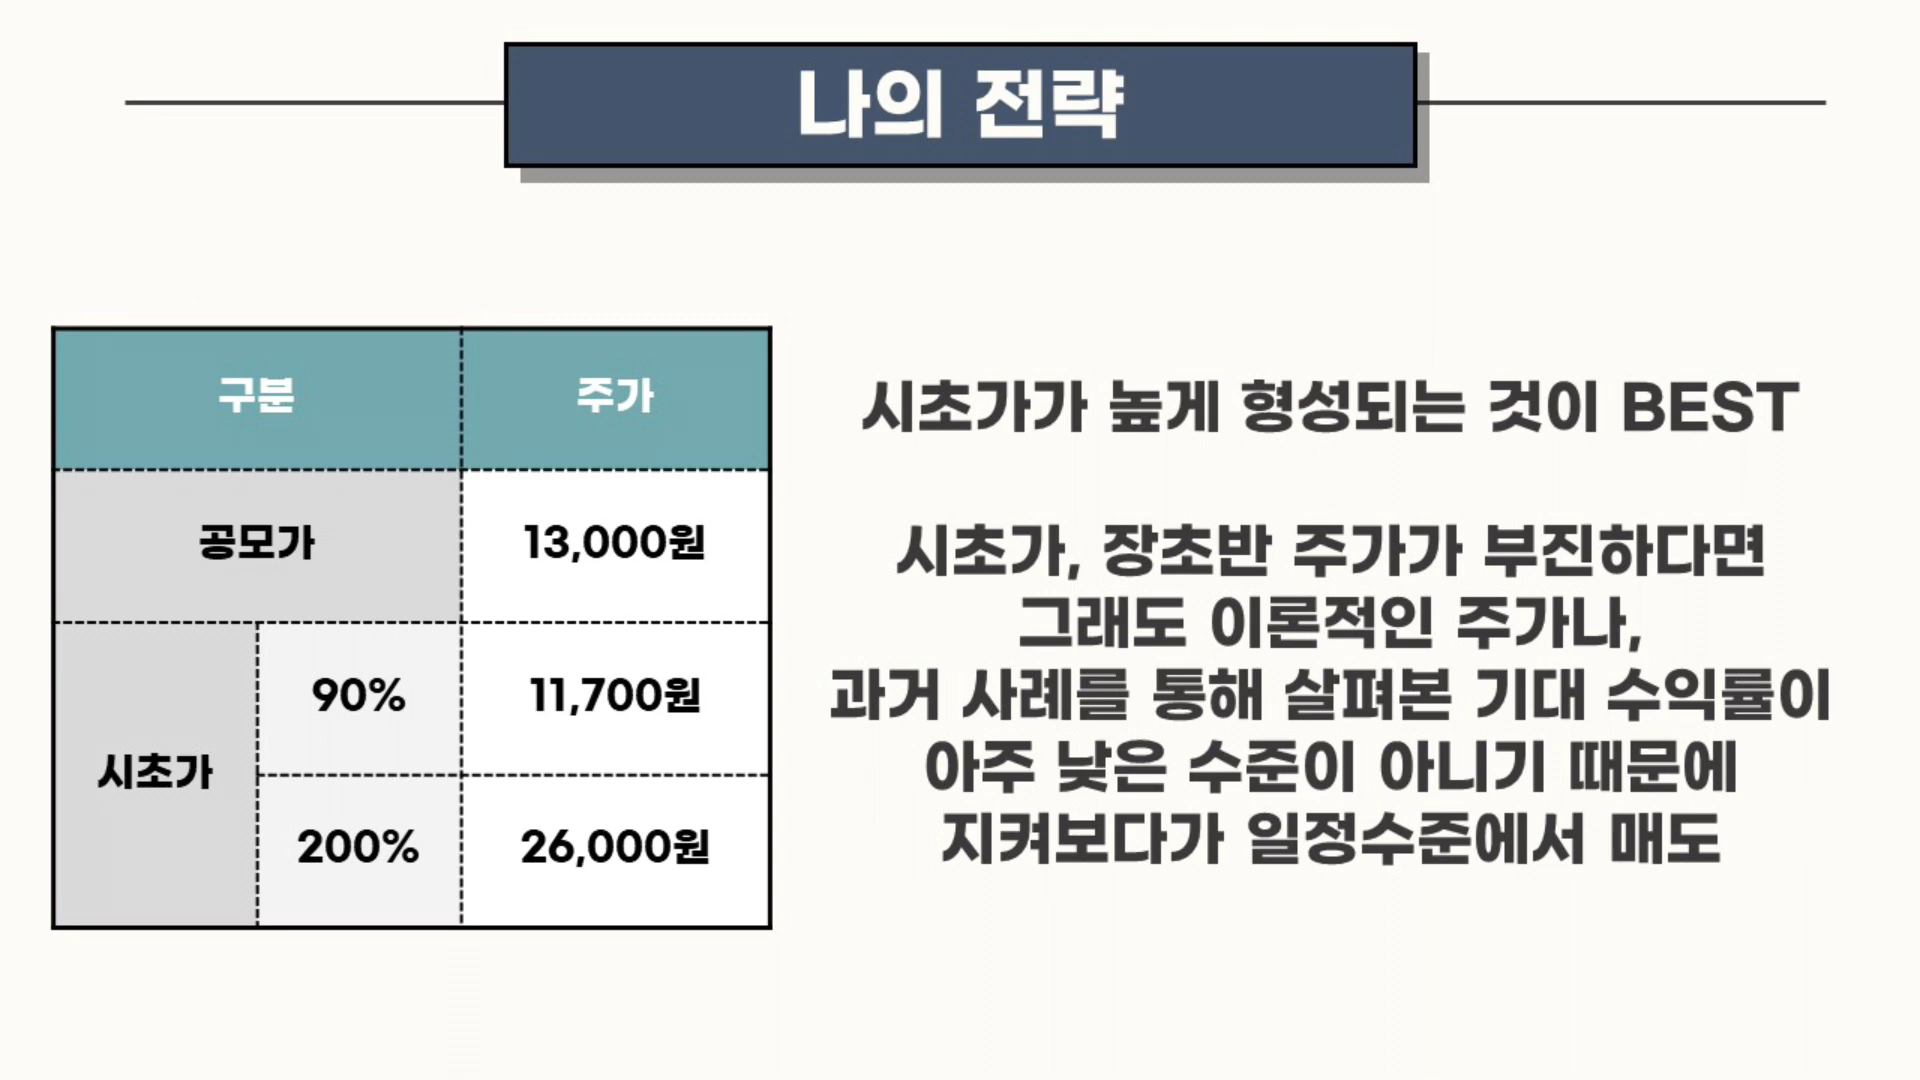 나의 전략
구분 주가
공모가 13,000원
시초가 90% 11,700원
200% 26,000원
시초가가 높게 형성되는 것이 BEST
시초가, 장초반 주가가 부진하다면
그래도 이론적인 주가나,
과거 사례를 통해 살펴본 기대 수익률이
아주 낮은 수준이 아니기 때문에
지켜보다가 일정수준에서 매도